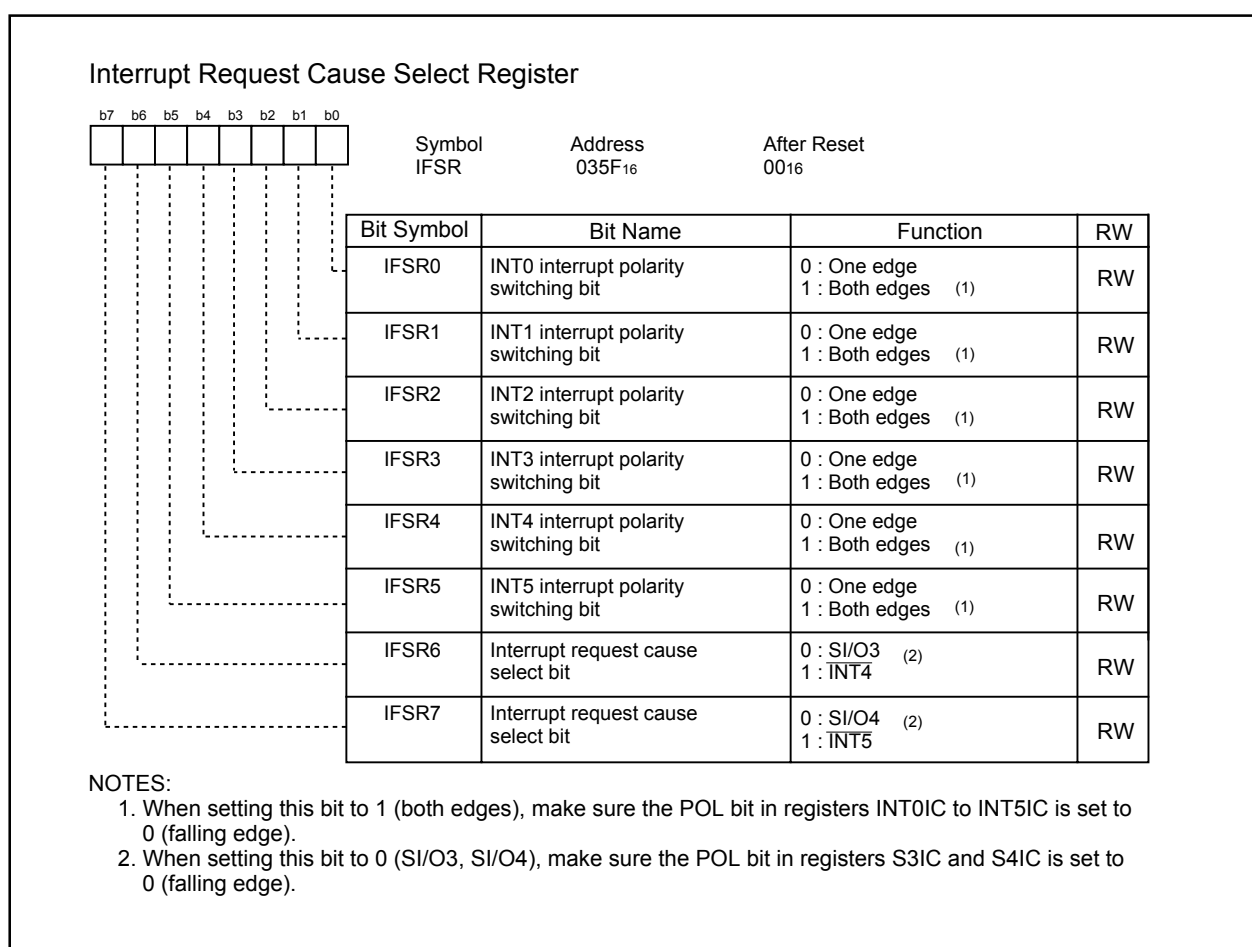 Interrupt Request Cause Select Register
b7 b6 b5 b4 b3 b2 b1 b0
Symbol Address After Reset
IFSR 035F16 0016
Bit Symbol Bit Name Function RW
IFSR0 INT0 interrupt polarity 0 : One edge
switching bit 1 : Both edges (1) RW
IFSR1 INT1 interrupt polarity 0 : One edge
switching bit 1 : Both edges (1) RW
IFSR2 INT2 interrupt polarity 0 : One edge
switching bit 1 : Both edges (1) RW
IFSR3 INT3 interrupt polarity 0 : One edge
switching bit 1 : Both edges (1) RW
IFSR4 INT4 interrupt polarity 0 : One edge
switching bit 1 : Both edges (1) RW
IFSR5 INT5 interrupt polarity 0 : One edge
switching bit 1 : Both edges (1) RW
IFSR6 Interrupt request cause 0 : SI/O3 (2)
select bit 1 : INT4 RW
IFSR7 Interrupt request cause 0 : SI/O4 (2)
select bit 1 : INT5 RW
NOTES:
1. When setting this bit to 1 (both edges), make sure the POL bit in registers INT0IC to INT5IC is set to
0 (falling edge).
2. When setting this bit to 0 (SI/O3, SI/O4), make sure the POL bit in registers S3IC and S4IC is set to
0 (falling edge).